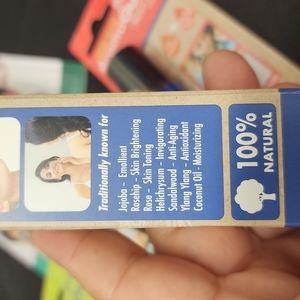 Traditionally known for
Jojoba - Emollient
Rosehip - Skin Brightening
Rose - Skin Toning
Helichrysum - Invigorating
Sandalwood - Anti-Aging
Ylang Ylang - Antioxidant
Coconut Oil - Moisturizing
100%
NATURAL